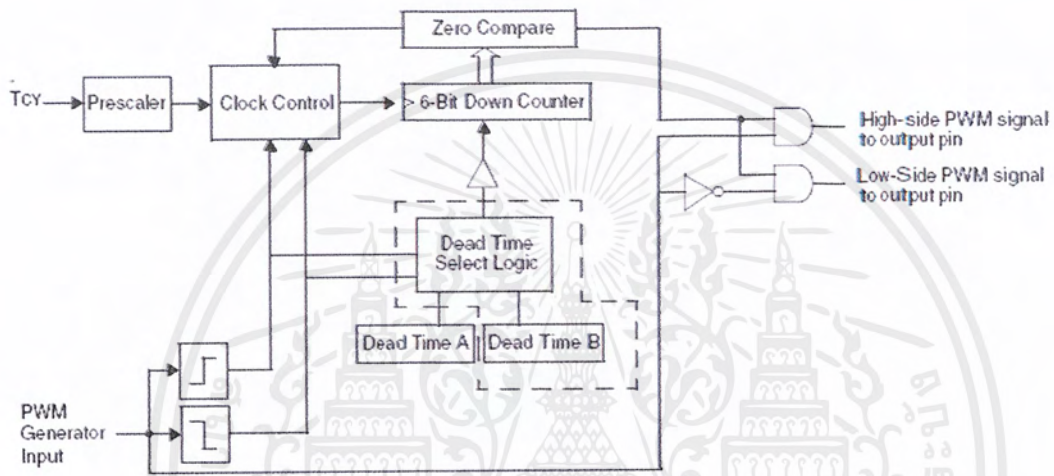 Zero Compare
TCY
Prescaler
Clock Control
> 6-Bit Down Counter
High-side PWM signal
to output pin
Low-Side PWM signal
to output pin
Dead Time
Select Logic
Dead Time A
Dead Time B
PWM
Generator
Input